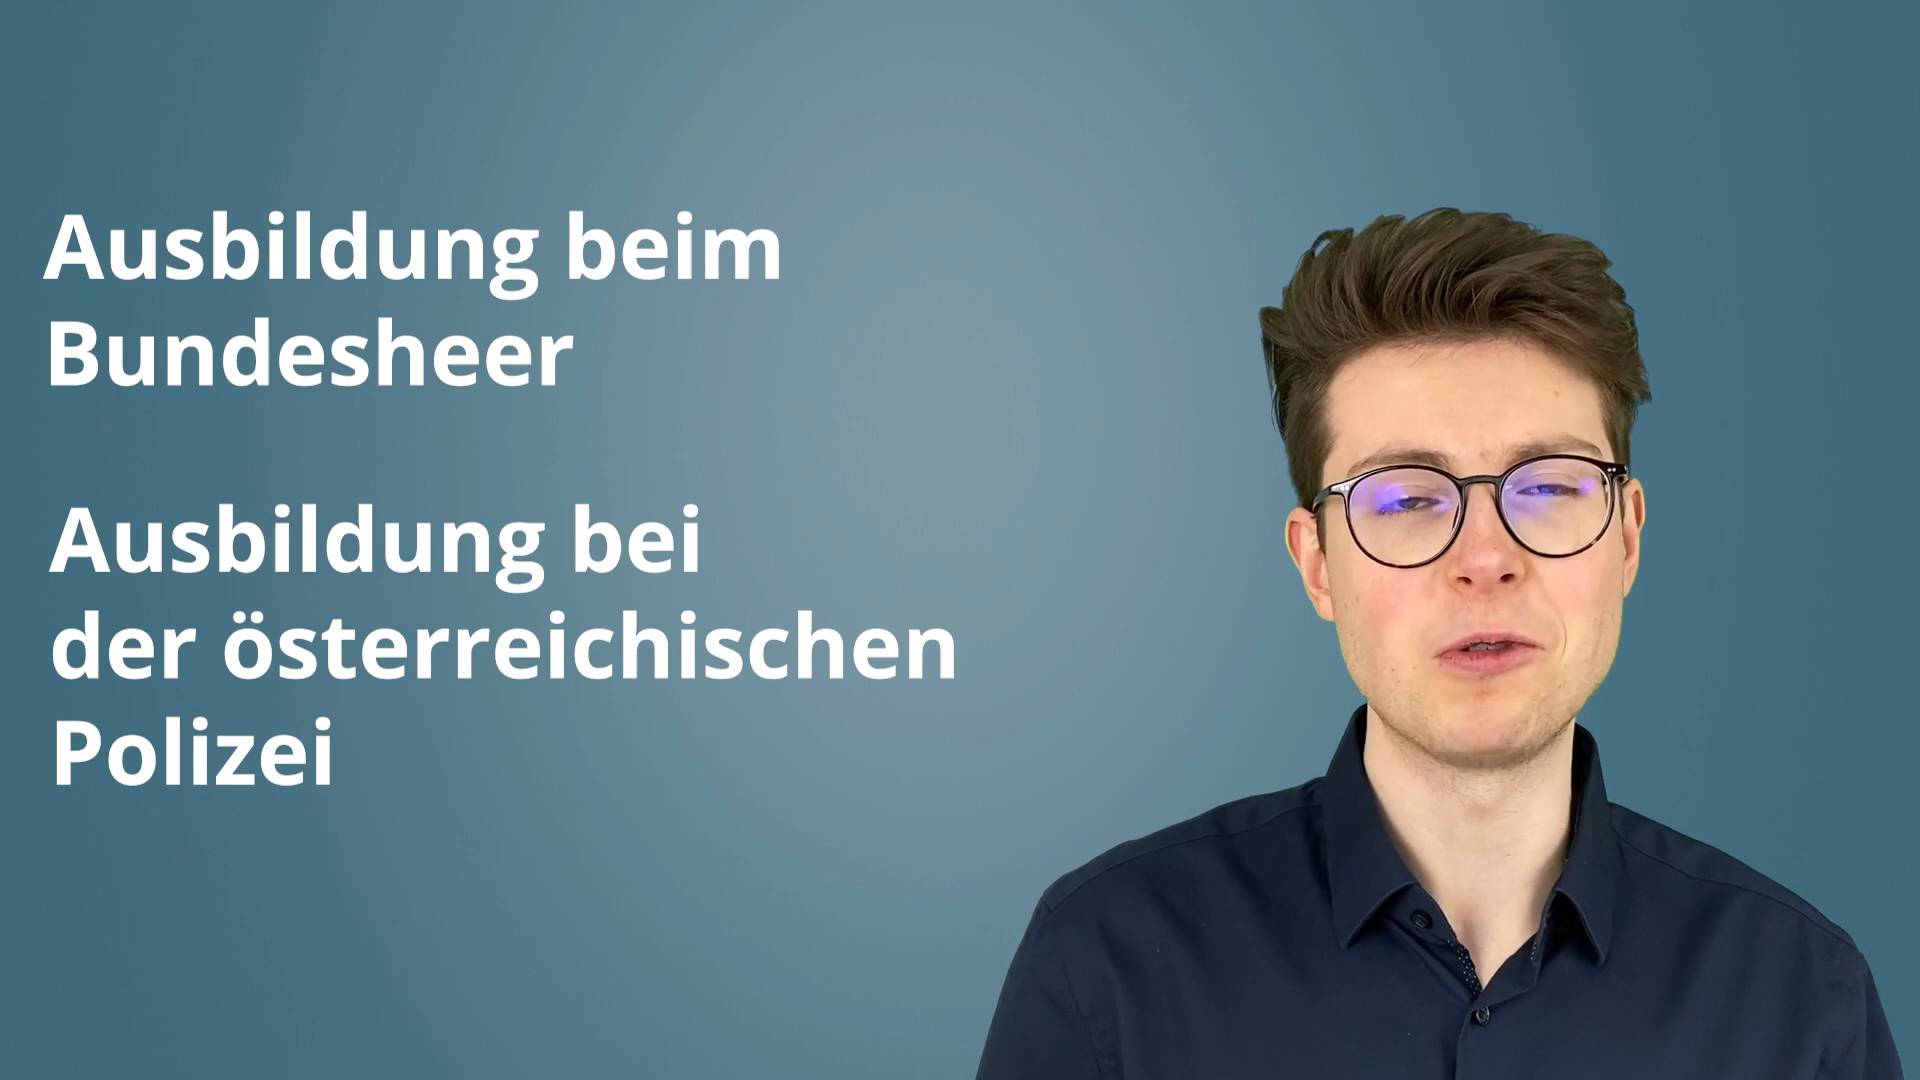 Ausbildung beim
Bundesheer
Ausbildung bei
der österreichischen
Polizei